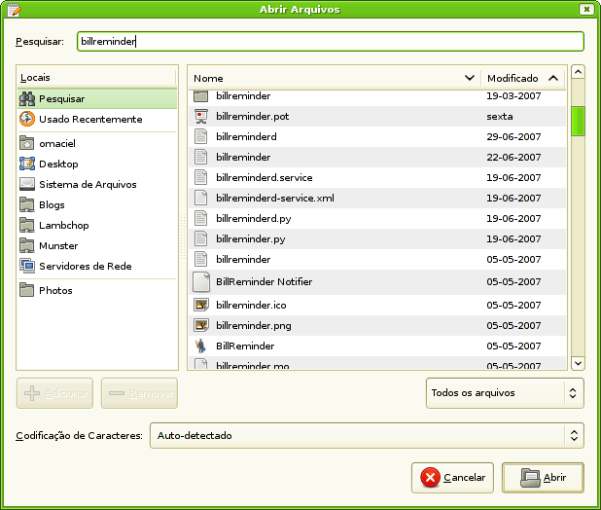 Abrir Arquivos
Pesquisar: billreminder
Locais
Pesquisar
Usado Recentemente
omaciel
Desktop
Sistema de Arquivos
Blogs
Lambchop
Munster
Servidores de Rede
Photos
Nome Modificado
billreminder 19-03-2007
billreminder.pot sexta
billreminderd 29-06-2007
billreminder 22-06-2007
billreminderd.service 19-06-2007
billreminderd-service.xml 19-06-2007
billreminderd.py 19-06-2007
billreminder.py 19-06-2007
billreminder 05-05-2007
BillReminder Notifier 05-05-2007
billreminder.ico 05-05-2007
billreminder.png 05-05-2007
BillReminder 05-05-2007
billreminder.mo 05-05-2007
Adicionar Remover
Todos os arquivos
Codificação de Caracteres: Auto-detectado
Cancelar Abrir